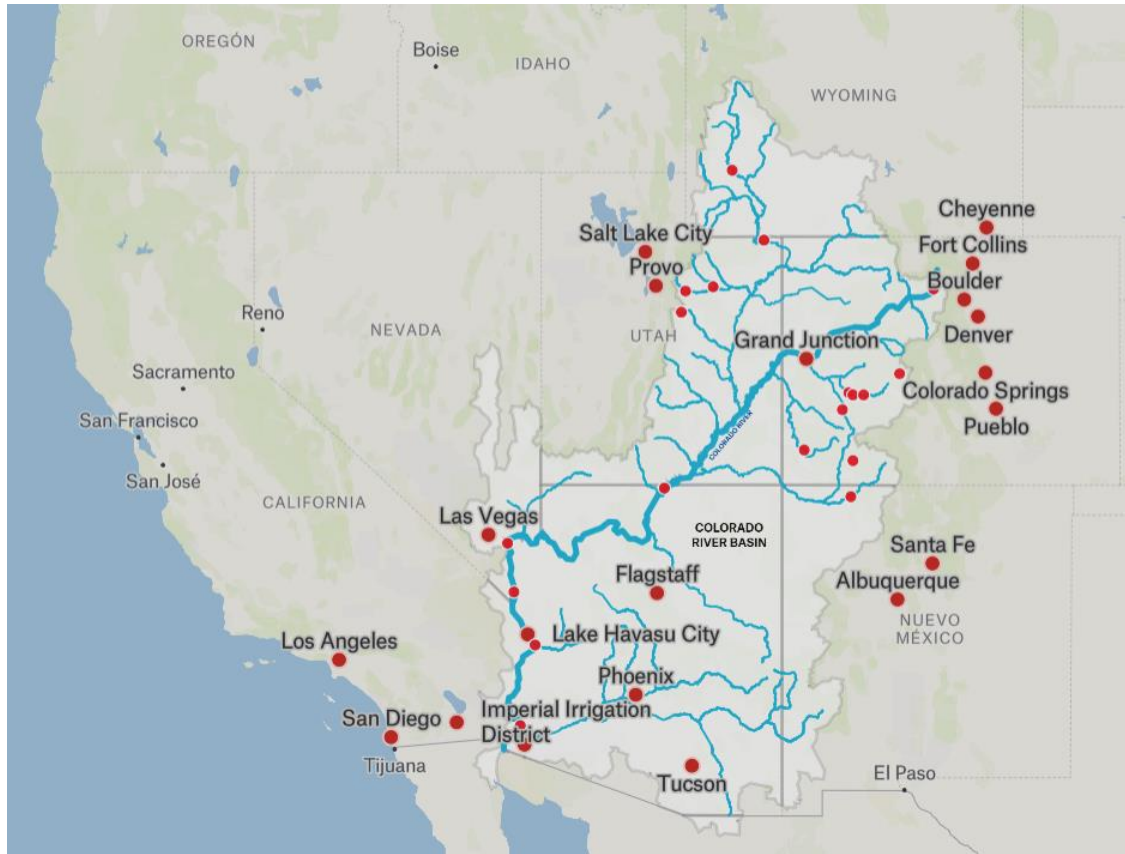 OREGÓN
Boise
IDAHO
WYOMING
Cheyenne
Salt Lake City
Fort Collins
Provo
Boulder
Reno
NEVADA
UTAH
Denver
Grand Junction
Sacramento
Colorado Springs
San Francisco
Pueblo
COLORADO RIVER
San José
CALIFORNIA
Las Vegas
COLORADO
RIVER BASIN
Santa Fe
Flagstaff
Albuquerque
NUEVO
MÉXICO
Los Angeles
Lake Havasu City
Phoenix
San Diego
Imperial Irrigation
District
Tijuana
Tucson
El Paso